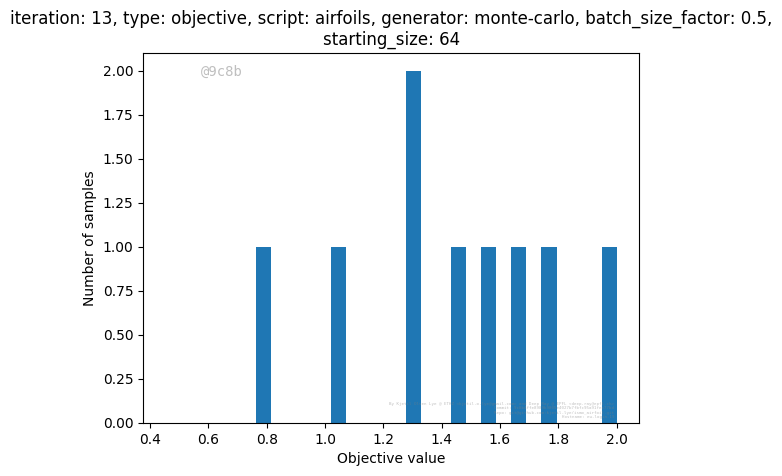 iteration: 13, type: objective, script: airfoils, generator: monte-carlo, batch_size_factor: 0.5,
starting_size: 64
@9c8b
2.00
1.75
1.50
1.25
1.00
0.75
0.50
0.25
0.00
Number of samples
0.4 0.6 0.8 1.0 1.2 1.4 1.6 1.8 2.0
Objective value